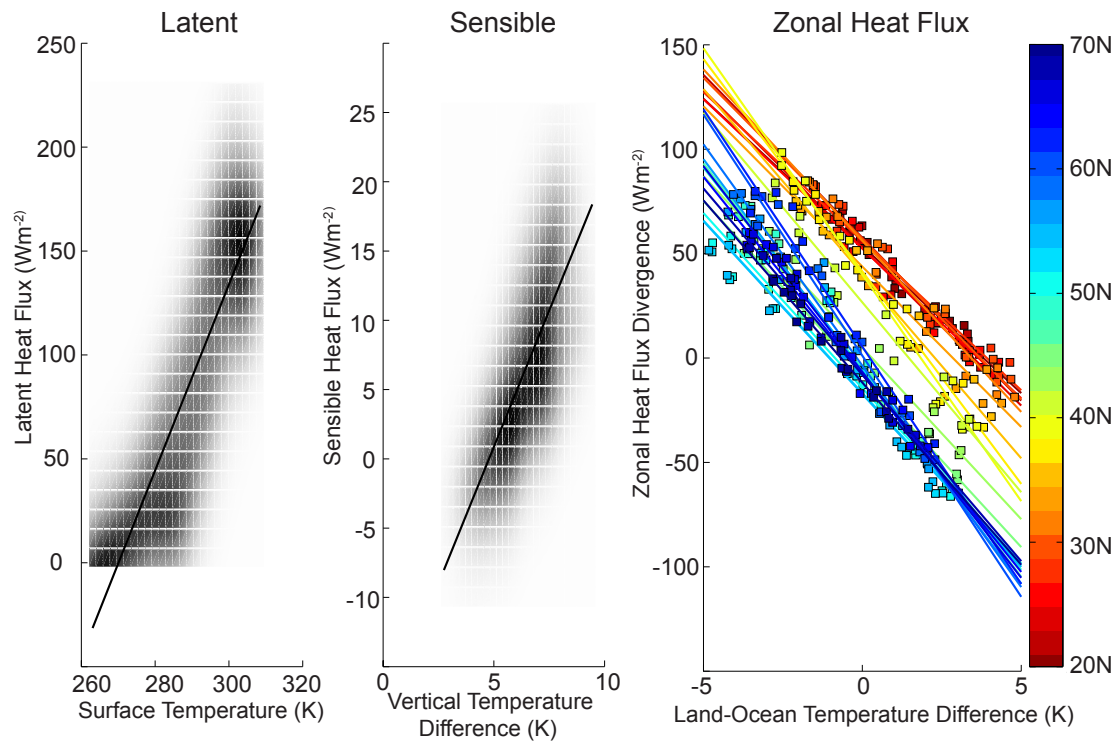 Latent
Sensible
Zonal Heat Flux
250
200
150
100
50
0
Latent Heat Flux (Wm-2)
260
280
300
320
Surface Temperature (K)
25
20
15
10
5
0
-5
-10
Sensible Heat Flux (Wm-2)
0
5
10
Vertical Temperature
Difference (K)
150
100
50
0
-50
-100
Zonal Heat Flux Divergence (Wm-2)
-5
0
5
Land-Ocean Temperature Difference (K)
70N
60N
50N
40N
30N
20N